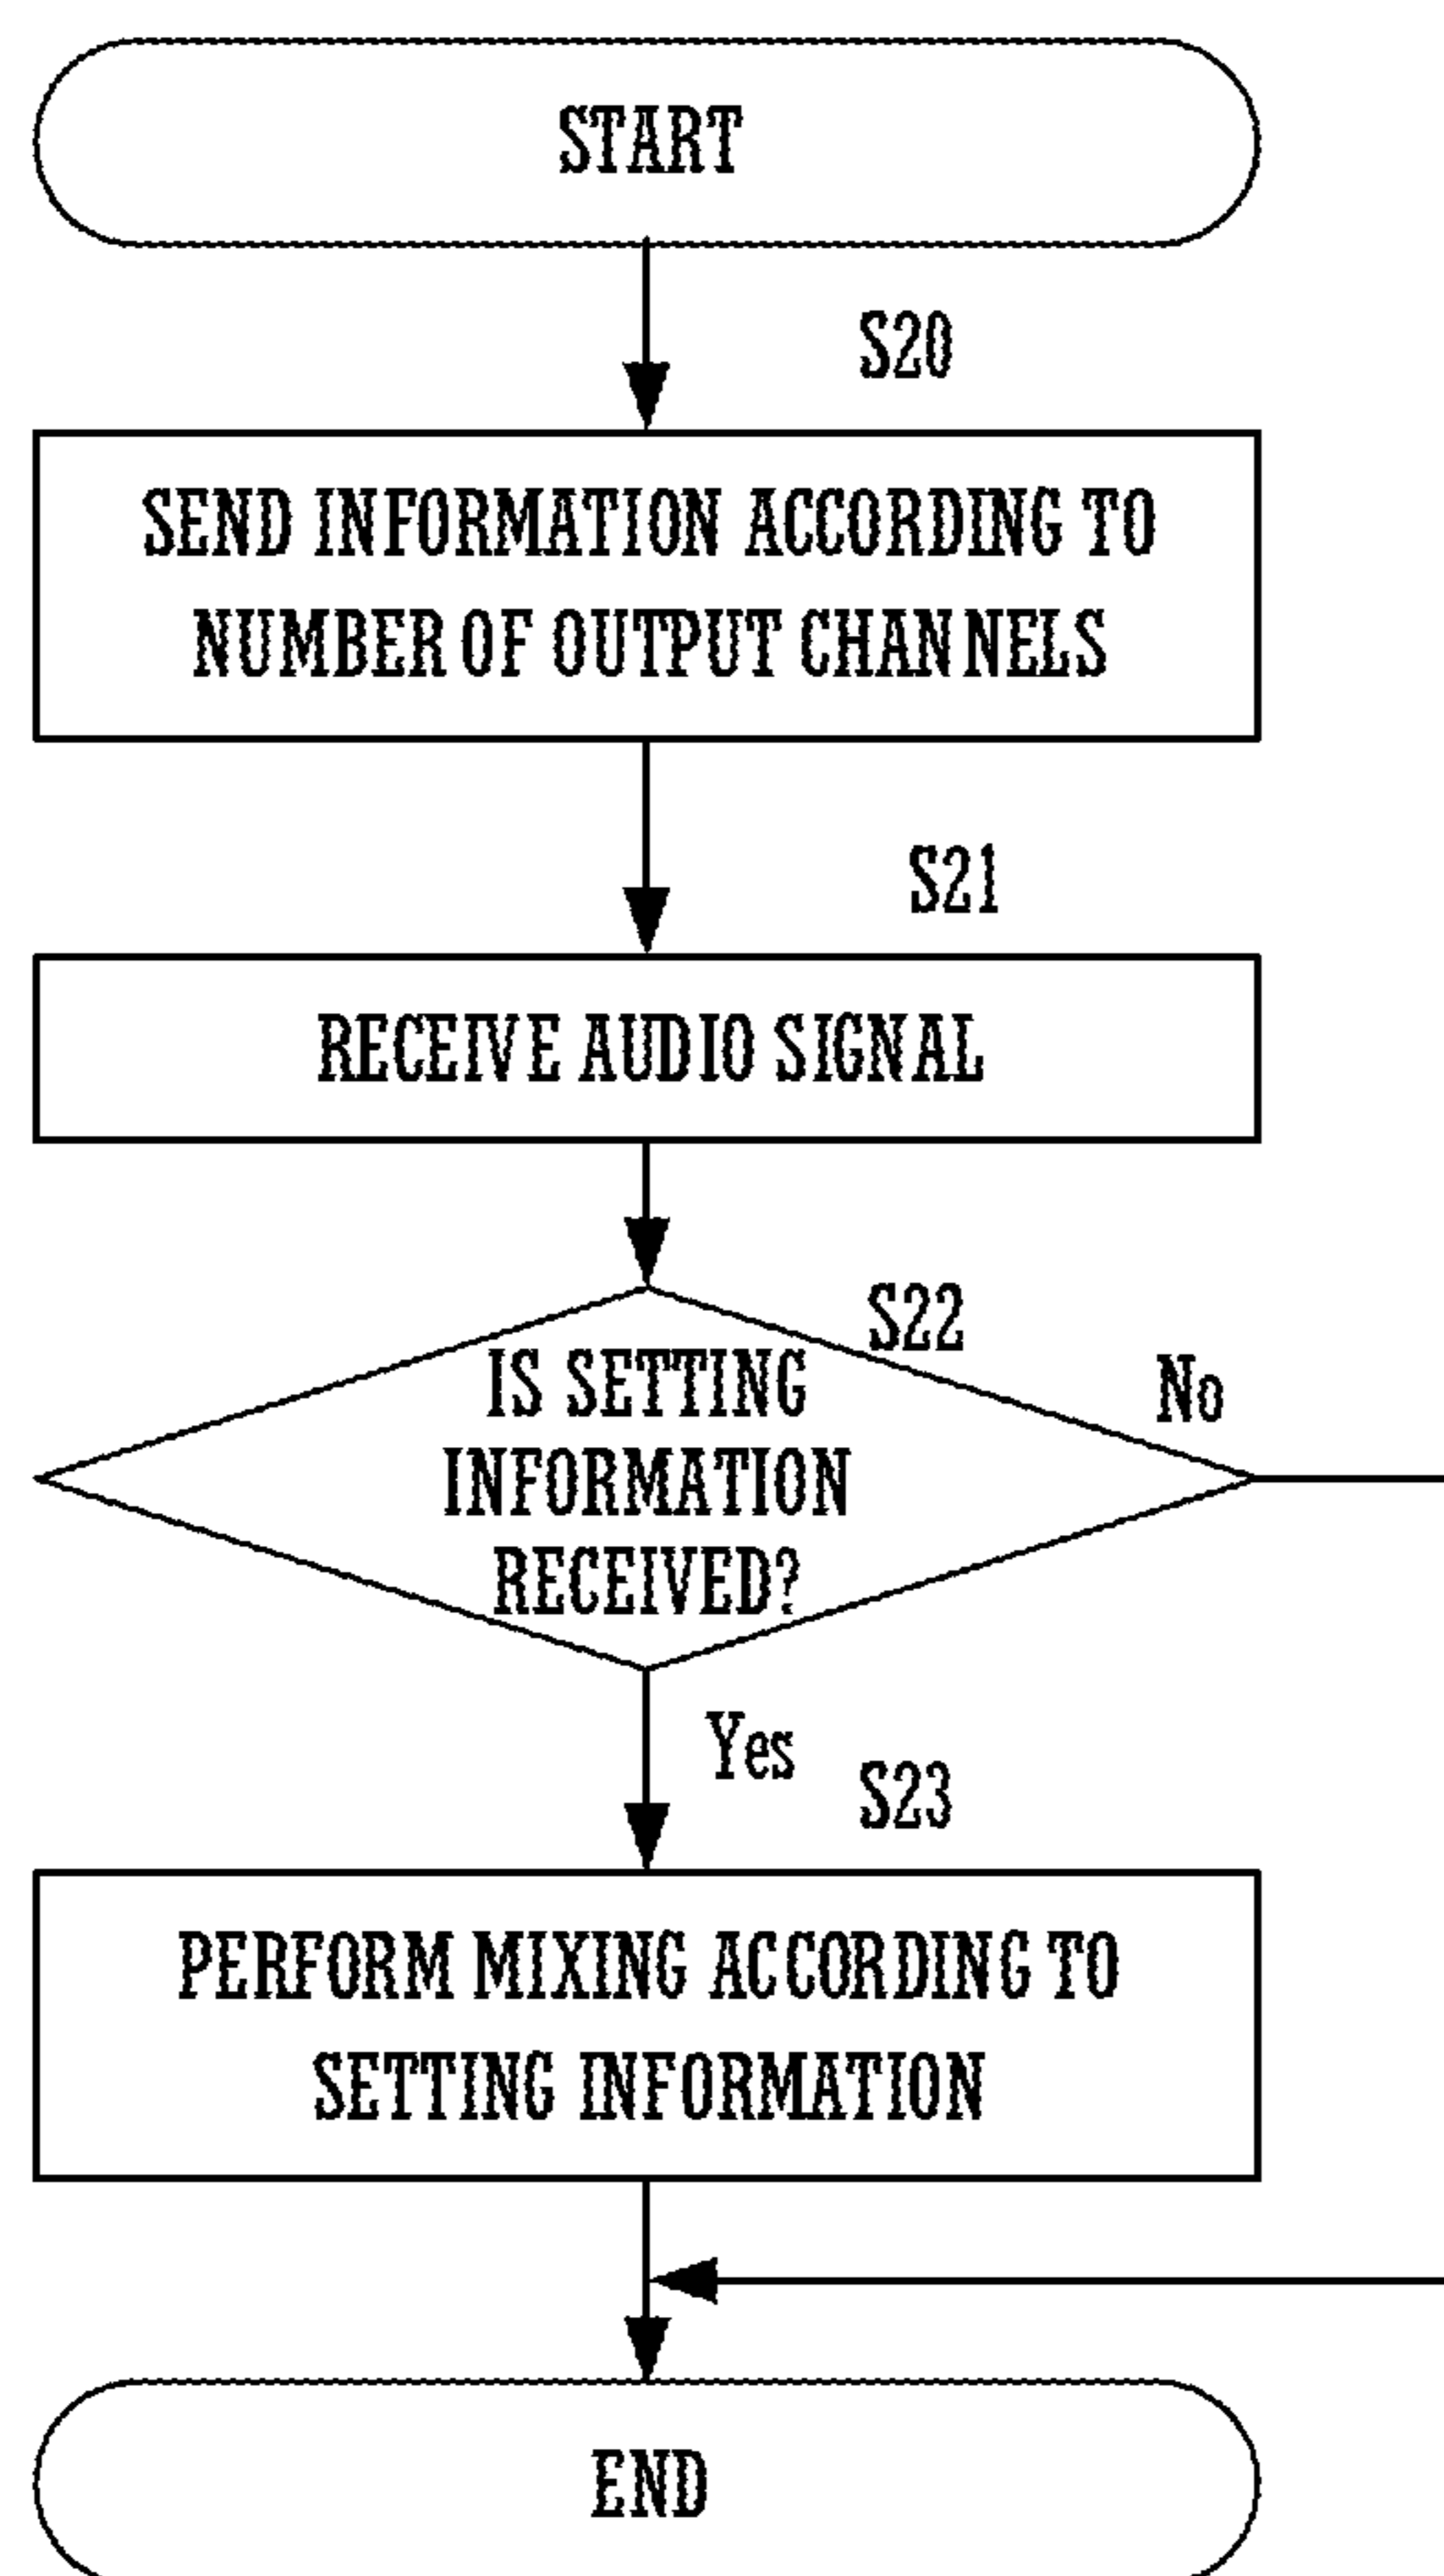 START
S20
SEND INFORMATION ACCORDING TO
NUMBER OF OUTPUT CHANNELS
S21
RECEIVE AUDIO SIGNAL
S22
IS SETTING
INFORMATION
RECEIVED?
No
Yes
S23
PERFORM MIXING ACCORDING TO
SETTING INFORMATION
END